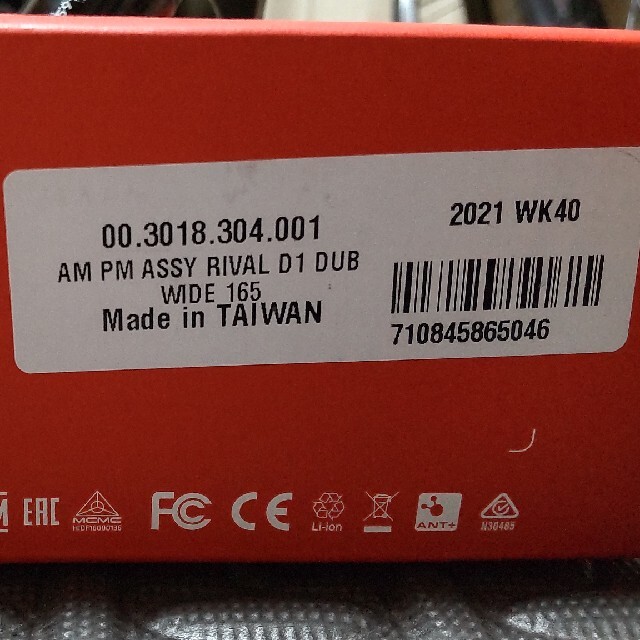 00.3018.304.001
AM PM ASSY RIVAL D1 DUB
WIDE 165
Made in TAIWAN
2021 WK40
710845865046
EAC
MCMC
FC CE
Li-ion
ANT+
N30465